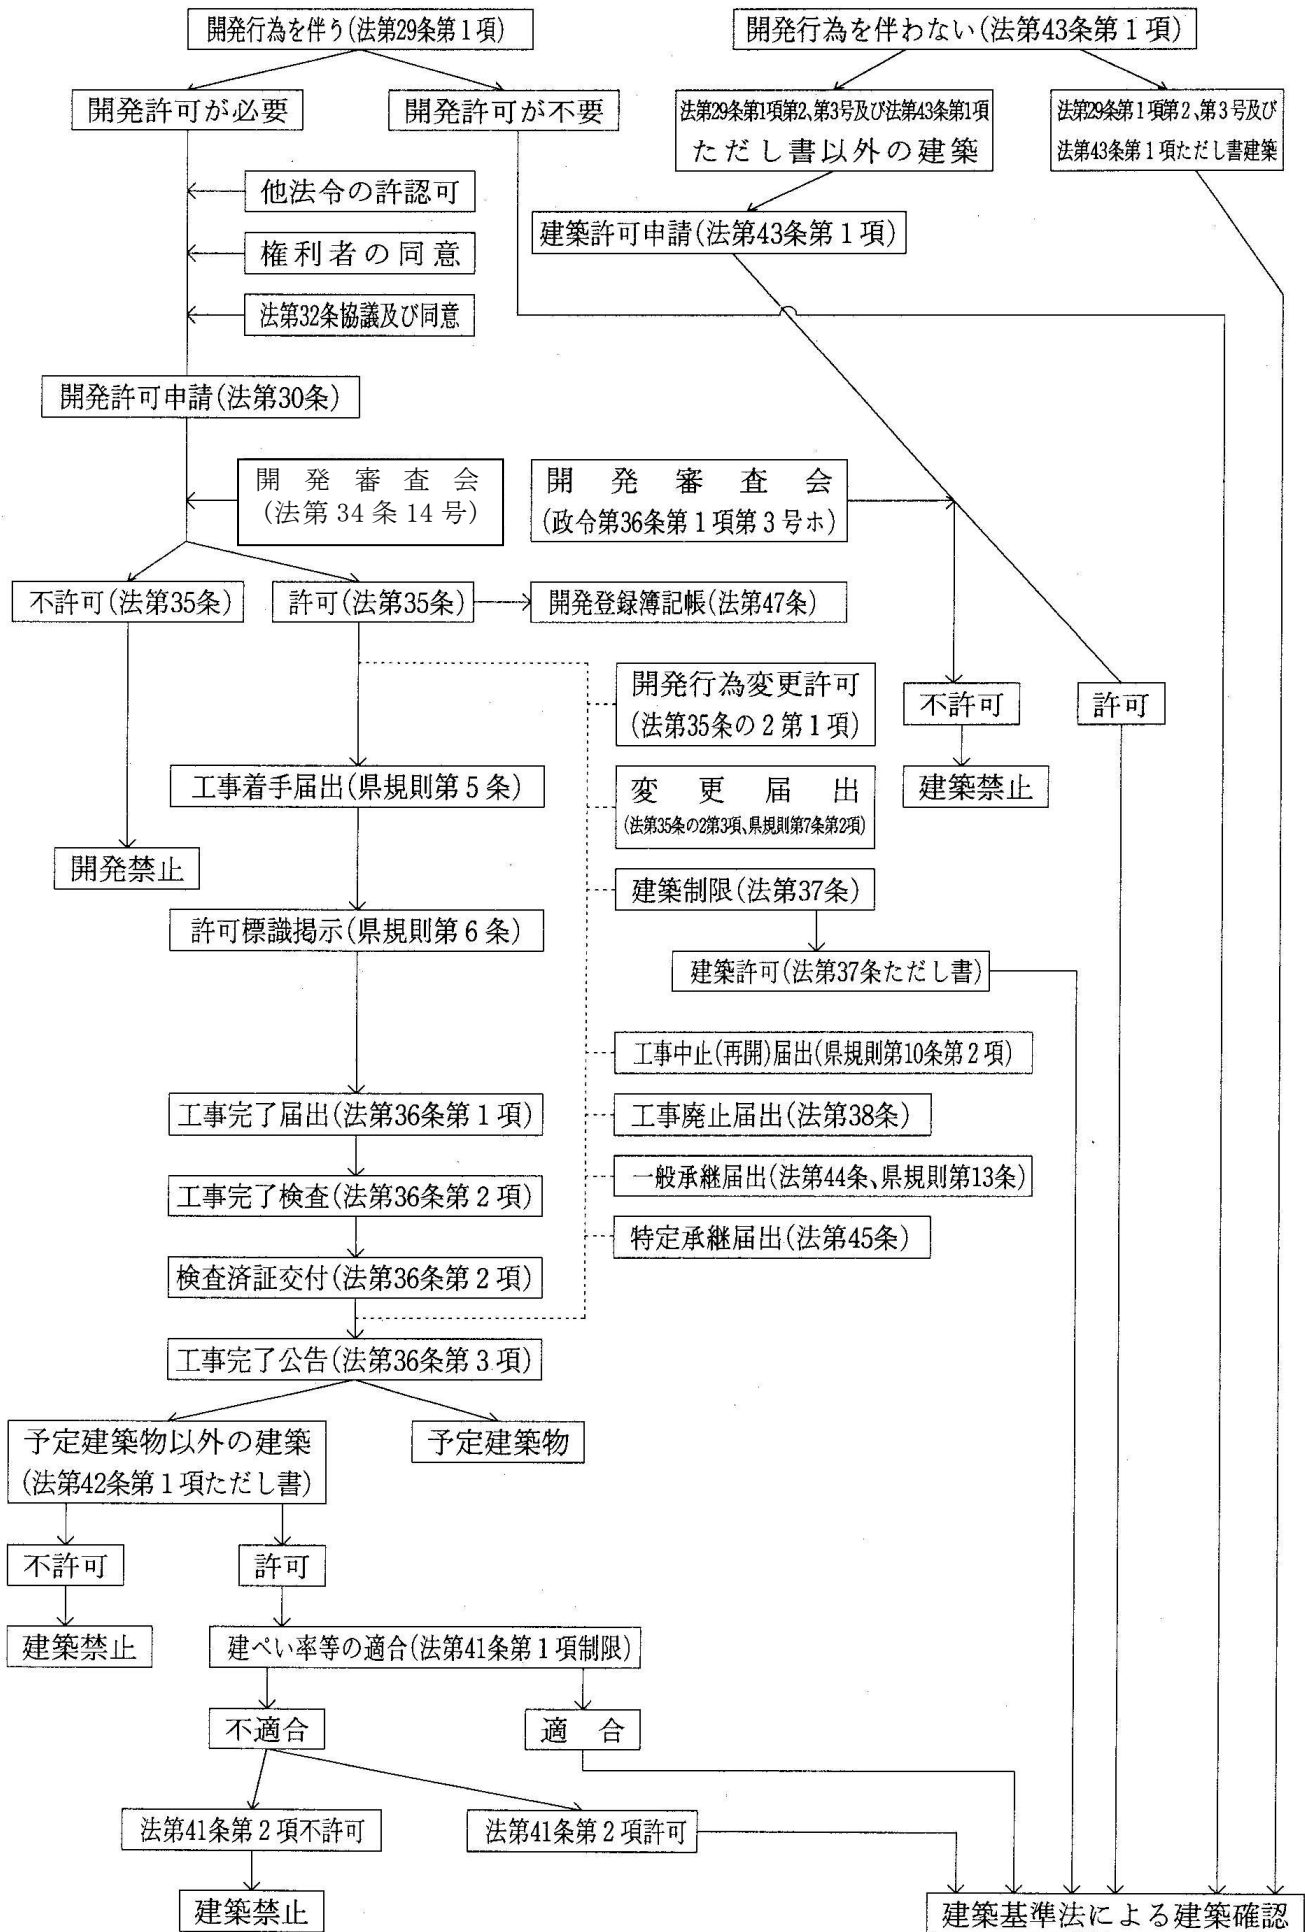 開発行為を伴う(法第29条第1項)
開発行為を伴わない(法第43条第1項)
開発許可が必要
開発許可が不要
法第29条第1項第2、第3号及び法第43条第1項
ただし書以外の建築
法第29条第1項第2、第3号及び
法第43条第1項ただし書建築
他法令の許認可
建築許可申請(法第43条第1項)
権利者の同意
法第32条協議及び同意
開発許可申請(法第30条)
開発審査会
(法第34条14号)
開発審査会
(政令第36条第1項第3号ホ)
不許可(法第35条)
許可(法第35条)
開発登録簿記帳(法第47条)
開発行為変更許可
(法第35条の2第1項)
不許可
許可
工事着手届出(県規則第5条)
変更届出
(法第35条の2第3項、県規則第7条第2項)
建築禁止
開発禁止
建築制限(法第37条)
許可標識掲示(県規則第6条)
建築許可(法第37条ただし書)
工事中止(再開)届出(県規則第10条第2項)
工事完了届出(法第36条第1項)
工事廃止届出(法第38条)
一般承継届出(法第44条、県規則第13条)
工事完了検査(法第36条第2項)
特定承継届出(法第45条)
検査済証交付(法第36条第2項)
工事完了公告(法第36条第3項)
予定建築物以外の建築
(法第42条第1項ただし書)
予定建築物
不許可
許可
建築禁止
建ぺい率等の適合(法第41条第1項制限)
不適合
適合
法第41条第2項不許可
法第41条第2項許可
建築禁止
建築基準法による建築確認